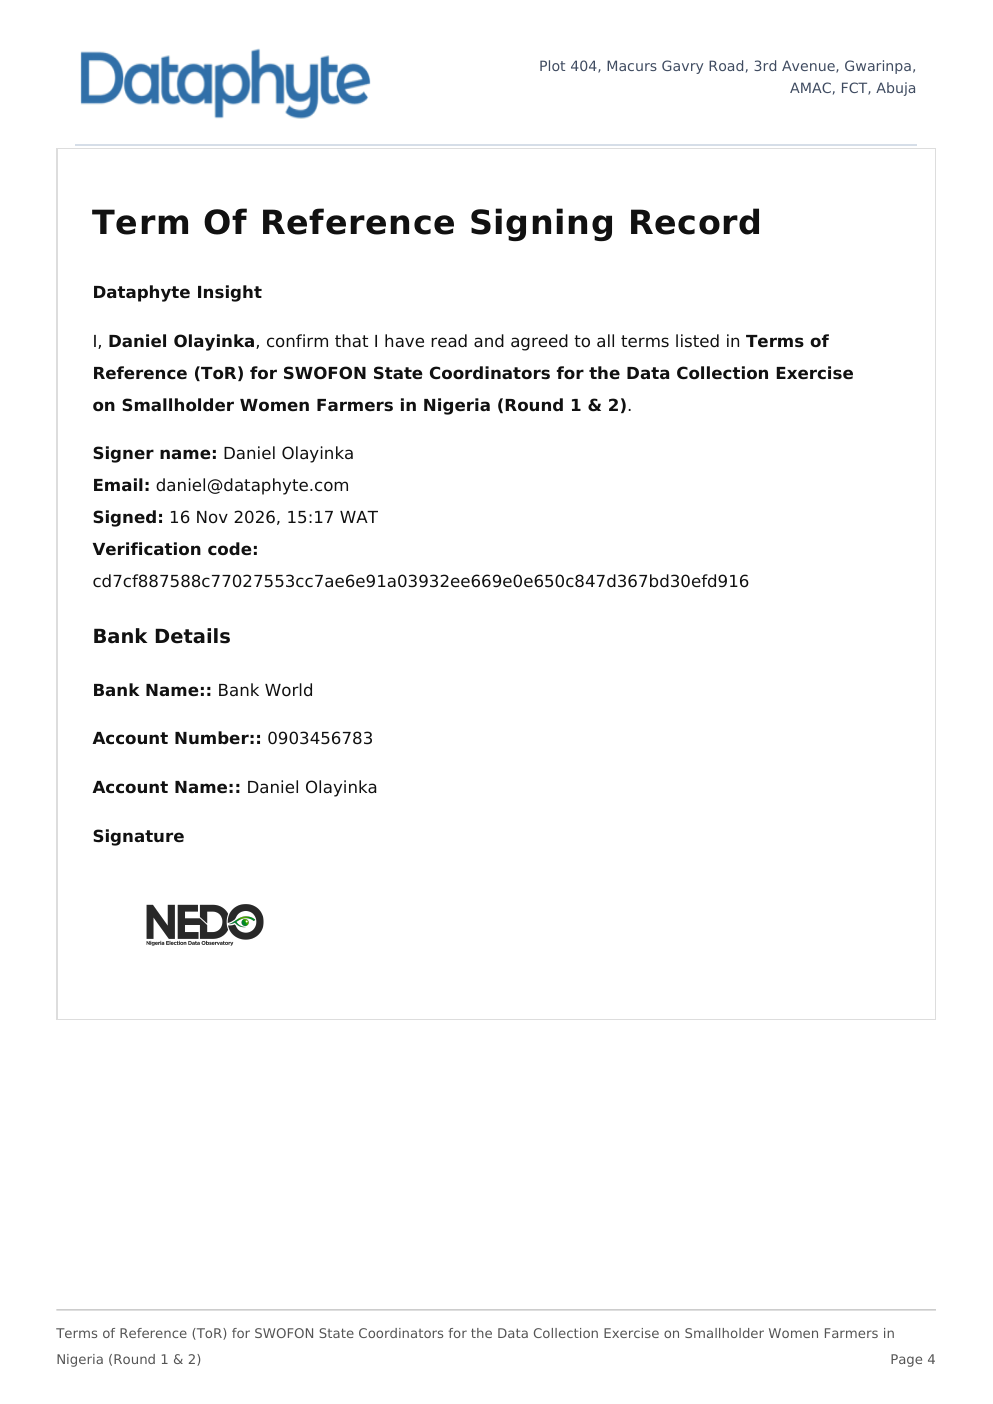 Dataphyte
Plot 404, Macurs Gavry Road, 3rd Avenue, Gwarinpa,
AMAC, FCT, Abuja
Term Of Reference Signing Record
Dataphyte Insight
I, Daniel Olayinka, confirm that I have read and agreed to all terms listed in Terms of
Reference (ToR) for SWOFON State Coordinators for the Data Collection Exercise
on Smallholder Women Farmers in Nigeria (Round 1 & 2).
Signer name: Daniel Olayinka
Email: daniel@dataphyte.com
Signed: 16 Nov 2026, 15:17 WAT
Verification code:
cd7cf887588c77027553cc7ae6e91a03932ee669e0e650c847d367bd30efd916
Bank Details
Bank Name:: Bank World
Account Number:: 0903456783
Account Name:: Daniel Olayinka
Signature
NEDO
Nigeria Election Data Observatory
Terms of Reference (ToR) for SWOFON State Coordinators for the Data Collection Exercise on Smallholder Women Farmers in
Nigeria (Round 1 & 2)
Page 4